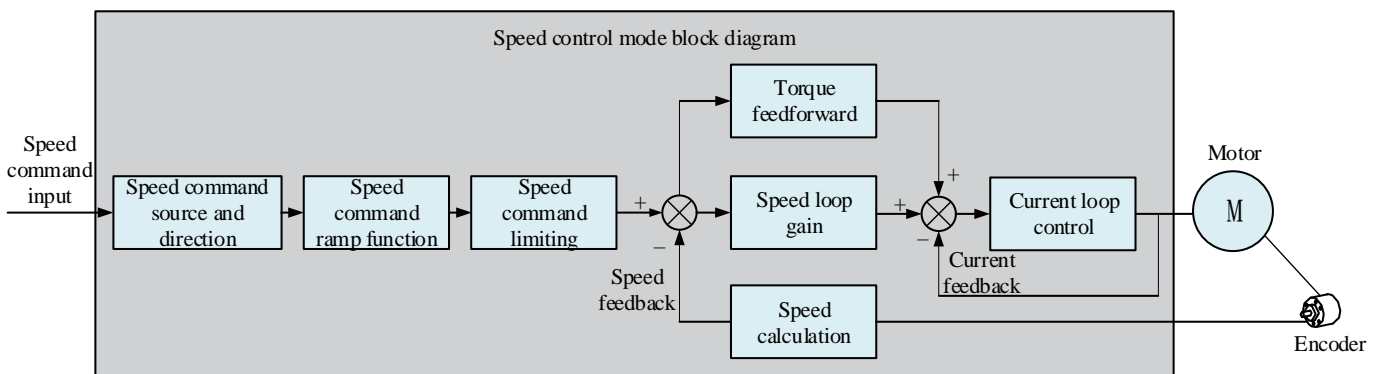 Speed control mode block diagram
Speed
command
input
Speed command
source and
direction
Speed
command
ramp function
Speed
command
limiting
+
−
Torque
feedforward
Speed loop
gain
Speed
feedback
Speed
calculation
+
+
−
Current
feedback
Current loop
control
Motor
M
Encoder